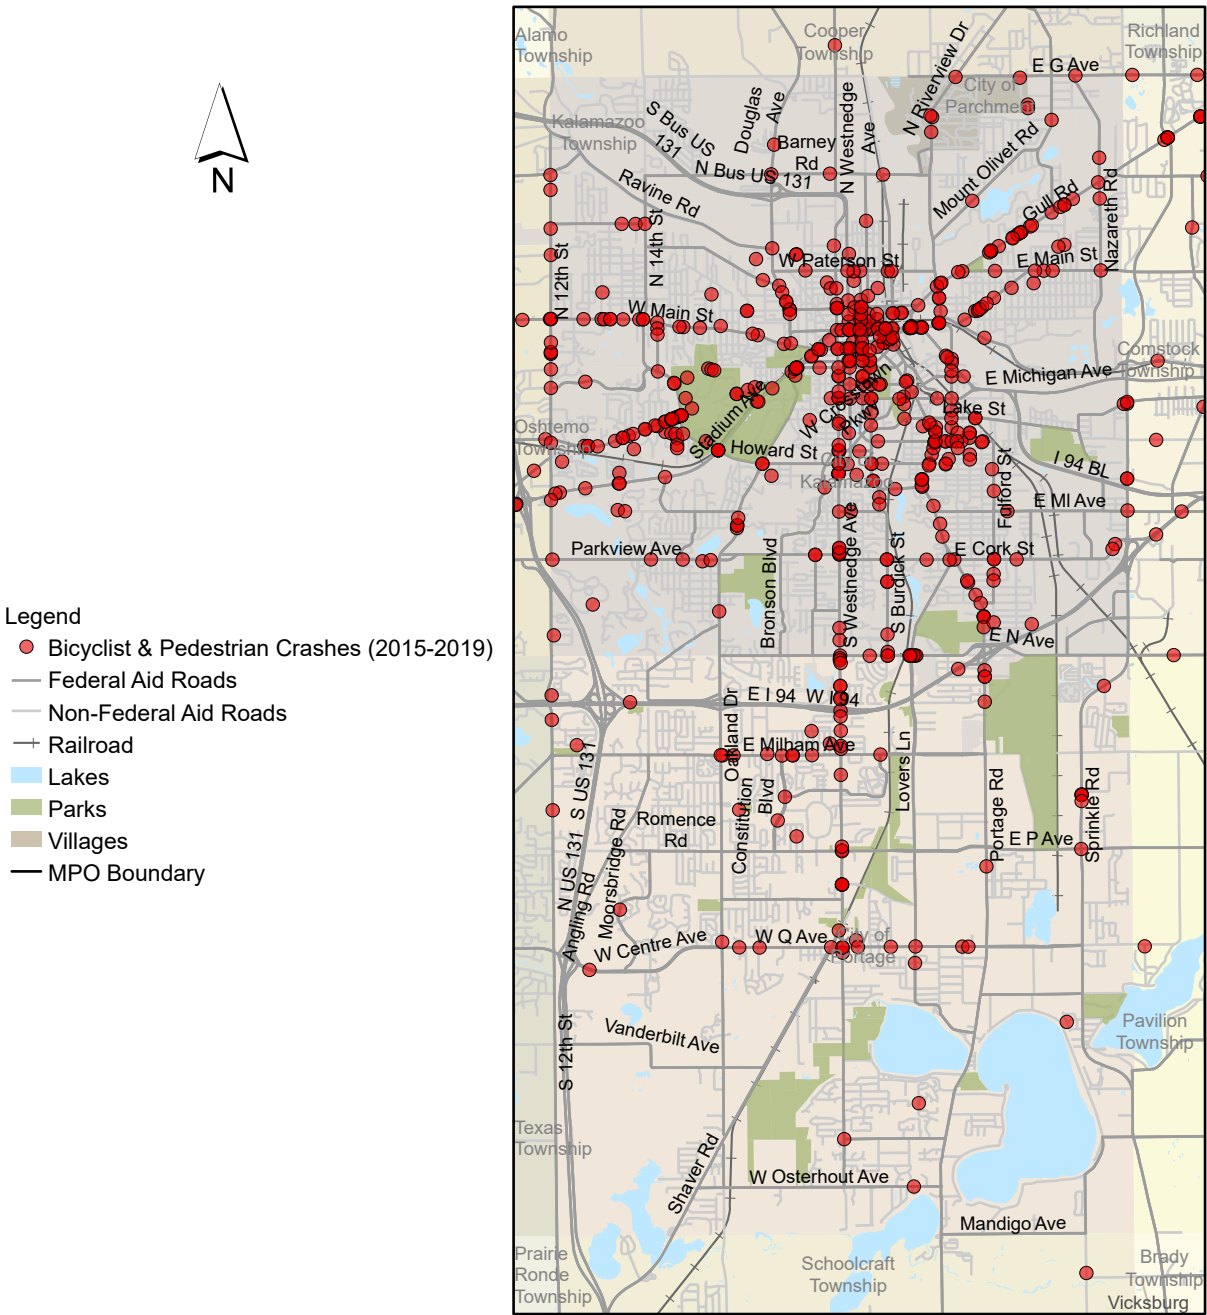 N
Legend
Bicyclist & Pedestrian Crashes (2015-2019)
Federal Aid Roads
Non-Federal Aid Roads
Railroad
Lakes
Parks
Villages
MPO Boundary
Alamo
Township
Cooper
Township
Richland
Township
E G Ave
N Riverview Dr
City of
Parchment
Douglas
Ave
N Westnedge
Ave
S Bus US
131
Kalamazoo
Township
Barney
Rd
N Bus US 131
Mount Olivet Rd
Ravine Rd
Gull Rd
Nazareth Rd
N 14th St
N 12th St
W Paterson St
E Main St
W Main St
Comstock
Township
E Michigan Ave
W Crosstown
Pkwy
Stadium Ave
Lake St
Oshtemo
Township
Howard St
City of
Kalamazoo
I 94 BL
Fulford St
E MI Ave
Parkview Ave
Bronson Blvd
S Westnedge Ave
S Burdick St
E Cork St
E N Ave
E I 94
W I 94
Oakland Dr
E Milham Ave
Lovers Ln
S US 131
N US 131
Constitution
Blvd
Romence
Rd
Portage Rd
Sprinkle Rd
E P Ave
Moorsbridge Rd
Angling Rd
W Centre Ave
W Q Ave
City of
Portage
Vanderbilt Ave
S 12th St
Pavilion
Township
Texas
Township
Shaver Rd
W Osterhout Ave
Mandigo Ave
Prairie
Ronde
Township
Schoolcraft
Township
Brady
Township
Vicksburg